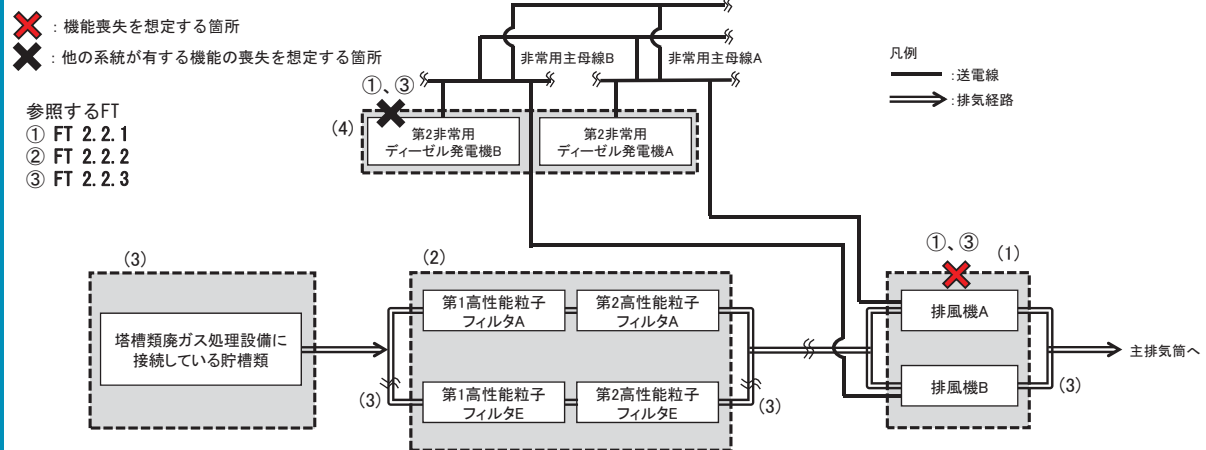 ：機能喪失を想定する箇所
：他の系統が有する機能の喪失を想定する箇所
参照するFT
① FT 2.2.1
② FT 2.2.2
③ FT 2.2.3
非常用主母線B
非常用主母線A
凡例
：送電線
：排気経路
①、③
(4)
第2非常用
ディーゼル発電機B
第2非常用
ディーゼル発電機A
(3)
塔槽類廃ガス処理設備に
接続している貯槽類
(2)
第1高性能粒子
フィルタA
第2高性能粒子
フィルタA
(3)
第1高性能粒子
フィルタE
第2高性能粒子
フィルタE
(3)
①、③
(1)
排風機A
排風機B
(3)
主排気筒へ